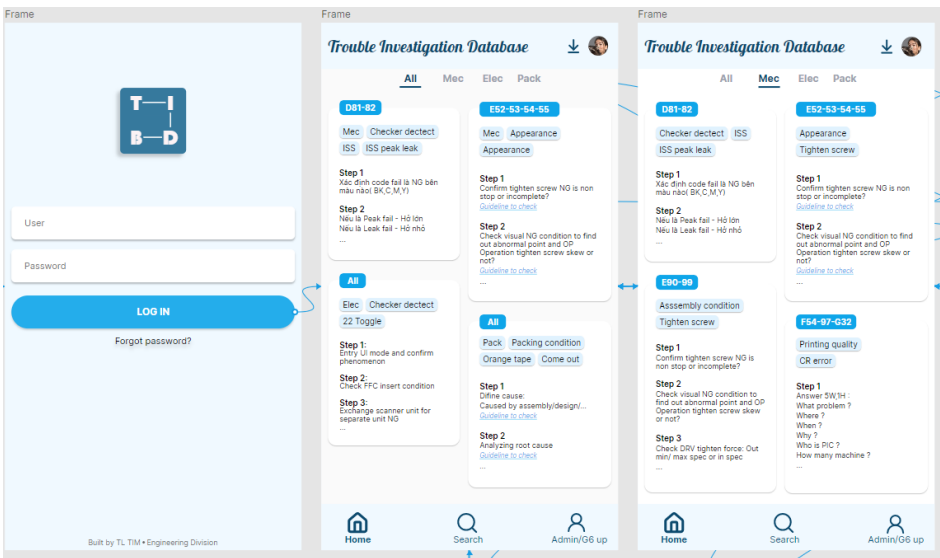 Frame
T I
B D
User
Password
LOG IN
Forgot password?
Built by TL TIM • Engineering Division
Frame
Trouble Investigation Database
All Mec Elec Pack
D81-82
Mec Checker dectect
ISS ISS peak leak
Step 1
Xác định code fail là NG bên
màu nào( BK,C,M,Y)
Step 2
Nếu là Peak fail - Hở lớn
Nếu là Leak fail - Hở nhỏ
...
All
Elec Checker dectect
22 Toggle
Step 1:
Entry UI mode and confirm
phenomenon
Step 2:
Check FFC insert condition
Step 3:
Exchange scanner unit for
separate unit NG
...
E52-53-54-55
Mec Appearance
Appearance
Step 1
Confirm tighten screw NG is non
stop or incomplete?
Guideline to check
Step 2
Check visual NG condition to find
out abnormal point and OP
Operation tighten screw skew or
not?
Guideline to check
...
All
Pack Packing condition
Orange tape Come out
Step 1
Difine cause:
Caused by assembly/design/...
Guideline to check
Step 2
Analyzing root cause
Guideline to check
...
Home Search Admin/G6 up
Frame
Trouble Investigation Database
All Mec Elec Pack
D81-82
Checker dectect ISS
ISS peak leak
Step 1
Xác định code fail là NG bên
màu nào( BK,C,M,Y)
Step 2
Nếu là Peak fail - Hở lớn
Nếu là Leak fail - Hở nhỏ
...
E90-99
Asssembly condition
Tighten screw
Step 1
Confirm tighten screw NG is
non stop or incomplete?
Step 2
Check visual NG condition to
find out abnormal point and OP
Operation tighten screw skew
or not?
Step 3
Check DRV tighten force: Out
min/ max spec or in spec
...
E52-53-54-55
Appearance
Tighten screw
Step 1
Confirm tighten screw NG is non
stop or incomplete?
Guideline to check
Step 2
Check visual NG condition to find
out abnormal point and OP
Operation tighten screw skew or
not?
Guideline to check
...
F54-97-G32
Printing quality
CR error
Step 1
Answer 5W,1H :
What problem ?
Where ?
When ?
Why ?
Who is PIC ?
How many machine ?
...
Home Search Admin/G6 up